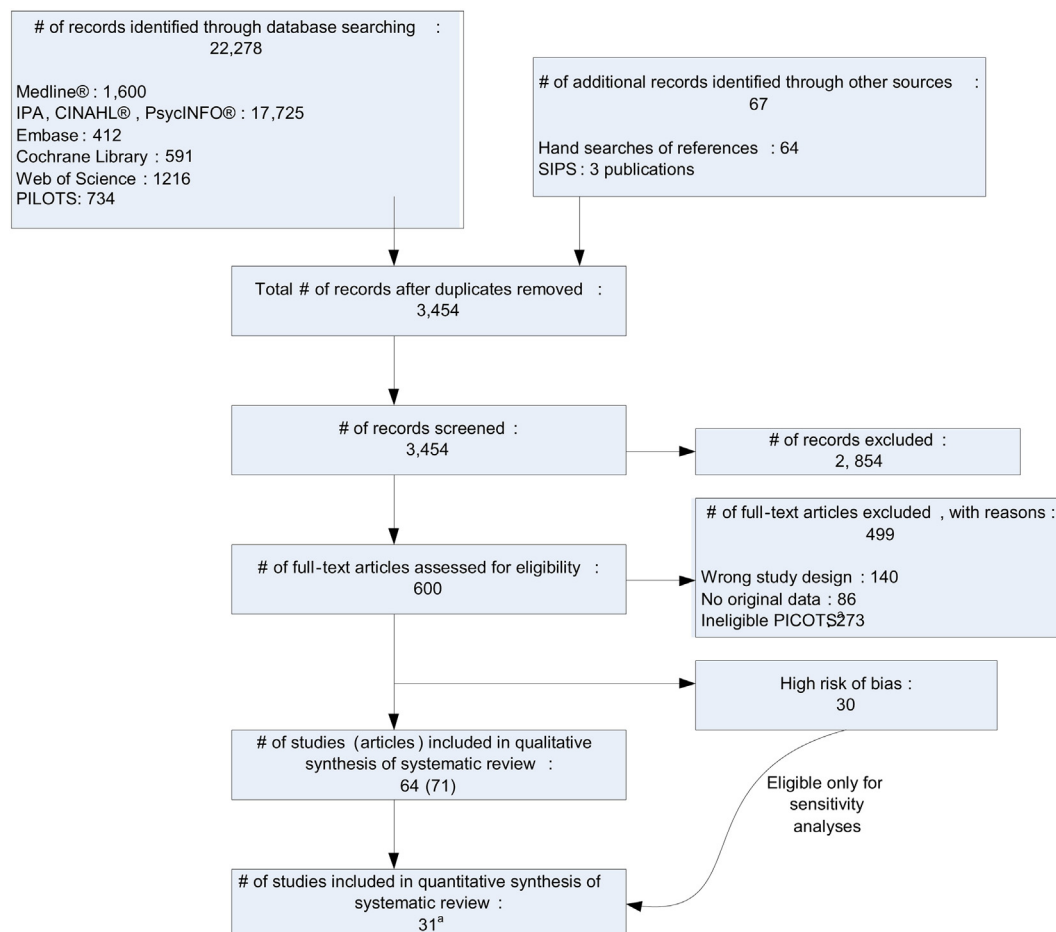 # of records identified through database searching :
22,278
Medline® : 1,600
IPA, CINAHL® , PsycINFO® : 17,725
Embase : 412
Cochrane Library : 591
Web of Science : 1216
PILOTS: 734
# of additional records identified through other sources :
67
Hand searches of references : 64
SIPS : 3 publications
Total # of records after duplicates removed :
3,454
# of records screened :
3,454
# of records excluded :
2, 854
# of full-text articles assessed for eligibility :
600
# of full-text articles excluded , with reasons :
499
Wrong study design : 140
No original data : 86
Ineligible PICOTS 273
High risk of bias :
30
# of studies (articles ) included in qualitative
synthesis of systematic review :
64 (71)
Eligible only for
sensitivity
analyses
# of studies included in quantitative synthesis of
systematic review :
31ᵃ